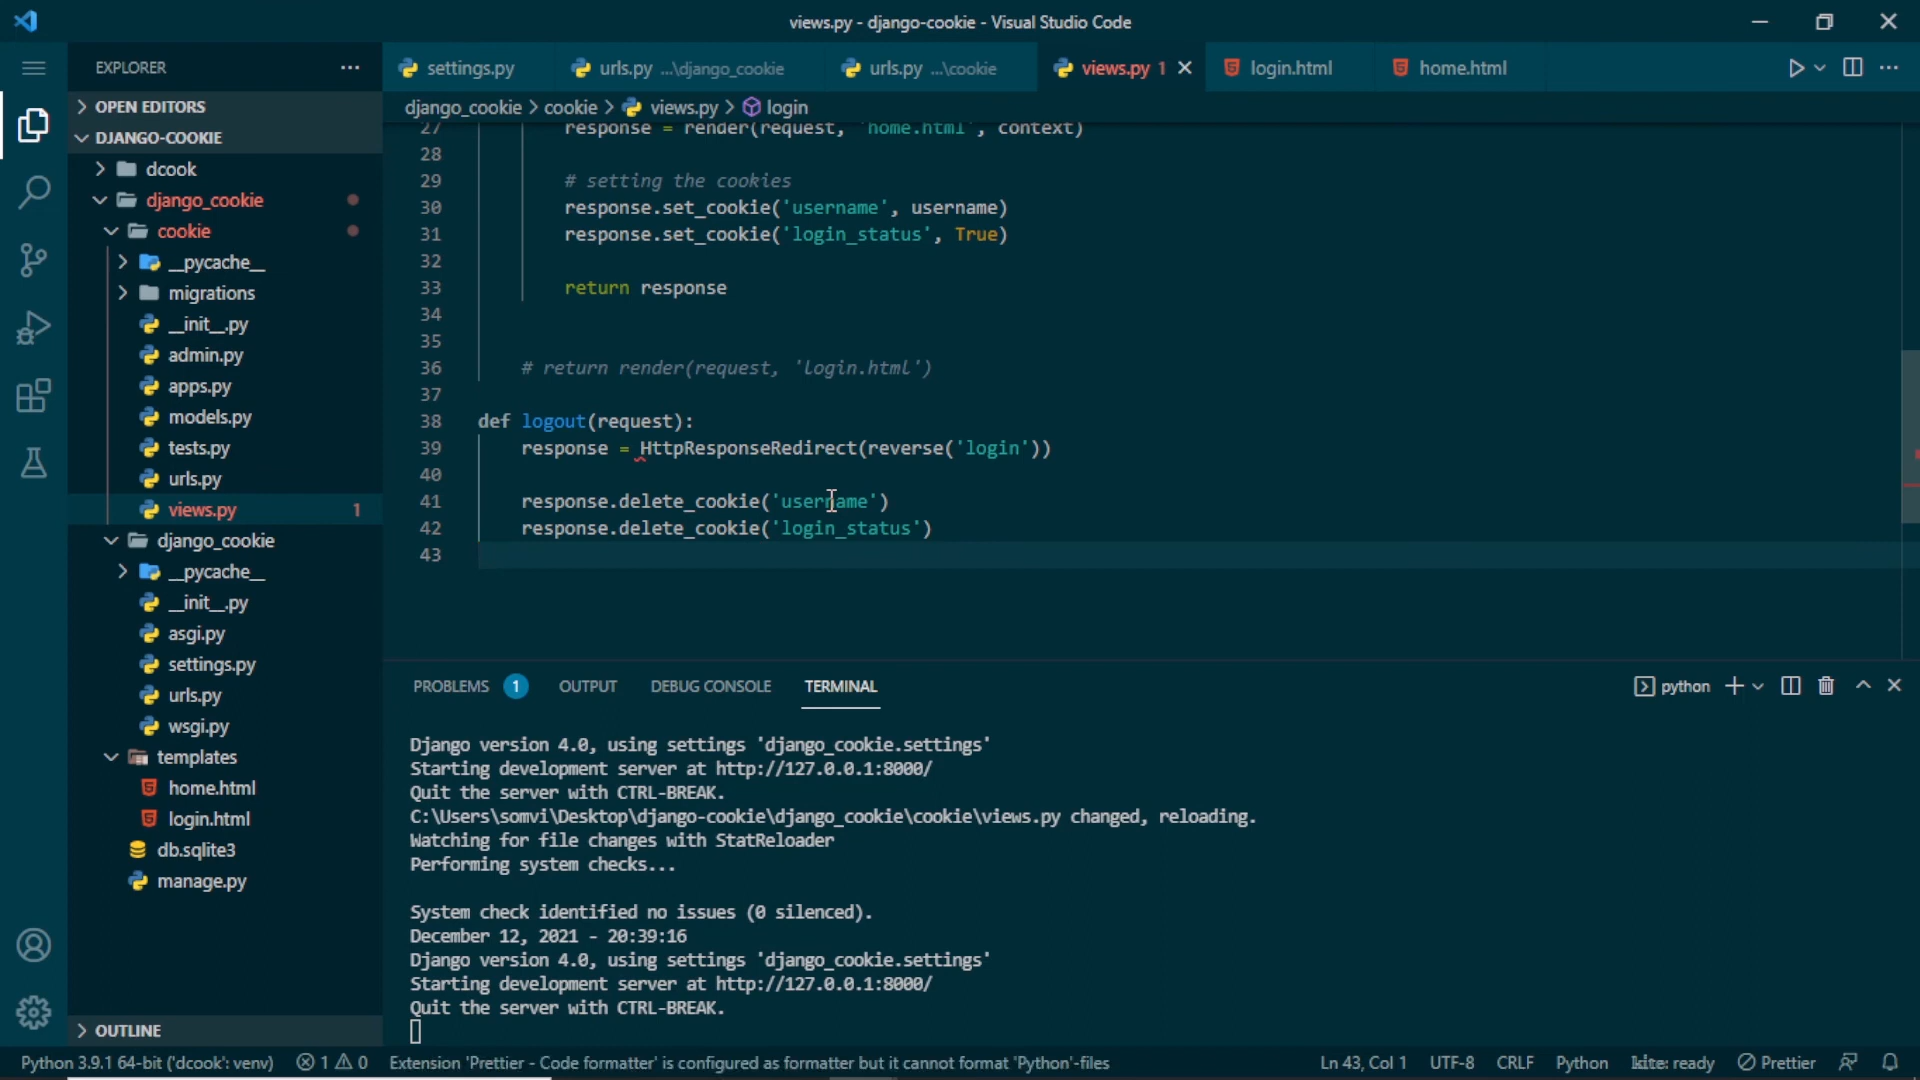 views.py - django-cookie - Visual Studio Code
EXPLORER
OPEN EDITORS
DJANGO-COOKIE
dcook
django_cookie
cookie
__pycache__
migrations
__init__.py
admin.py
apps.py
models.py
tests.py
urls.py
views.py 1
django_cookie
__pycache__
__init__.py
asgi.py
settings.py
urls.py
wsgi.py
templates
home.html
login.html
db.sqlite3
manage.py
OUTLINE
settings.py urls.py ...\django_cookie urls.py ...\cookie views.py 1 login.html home.html
django_cookie > cookie > views.py > login
27 response = render(request, 'home.html', context)
28
29 # setting the cookies
30 response.set_cookie('username', username)
31 response.set_cookie('login_status', True)
32
33 return response
34
35
36 # return render(request, 'login.html')
37
38 def logout(request):
39 response = HttpResponseRedirect(reverse('login'))
40
41 response.delete_cookie('username')
42 response.delete_cookie('login_status')
43
PROBLEMS 1 OUTPUT DEBUG CONSOLE TERMINAL python
Django version 4.0, using settings 'django_cookie.settings'
Starting development server at http://127.0.0.1:8000/
Quit the server with CTRL-BREAK.
C:\Users\somvi\Desktop\django-cookie\django_cookie\cookie\views.py changed, reloading.
Watching for file changes with StatReloader
Performing system checks...
System check identified no issues (0 silenced).
December 12, 2021 - 20:39:16
Django version 4.0, using settings 'django_cookie.settings'
Starting development server at http://127.0.0.1:8000/
Quit the server with CTRL-BREAK.
Python 3.9.1 64-bit ('dcook': venv) 1 0 Extension 'Prettier - Code formatter' is configured as formatter but it cannot format 'Python'-files Ln 43, Col 1 UTF-8 CRLF Python kite: ready Prettier